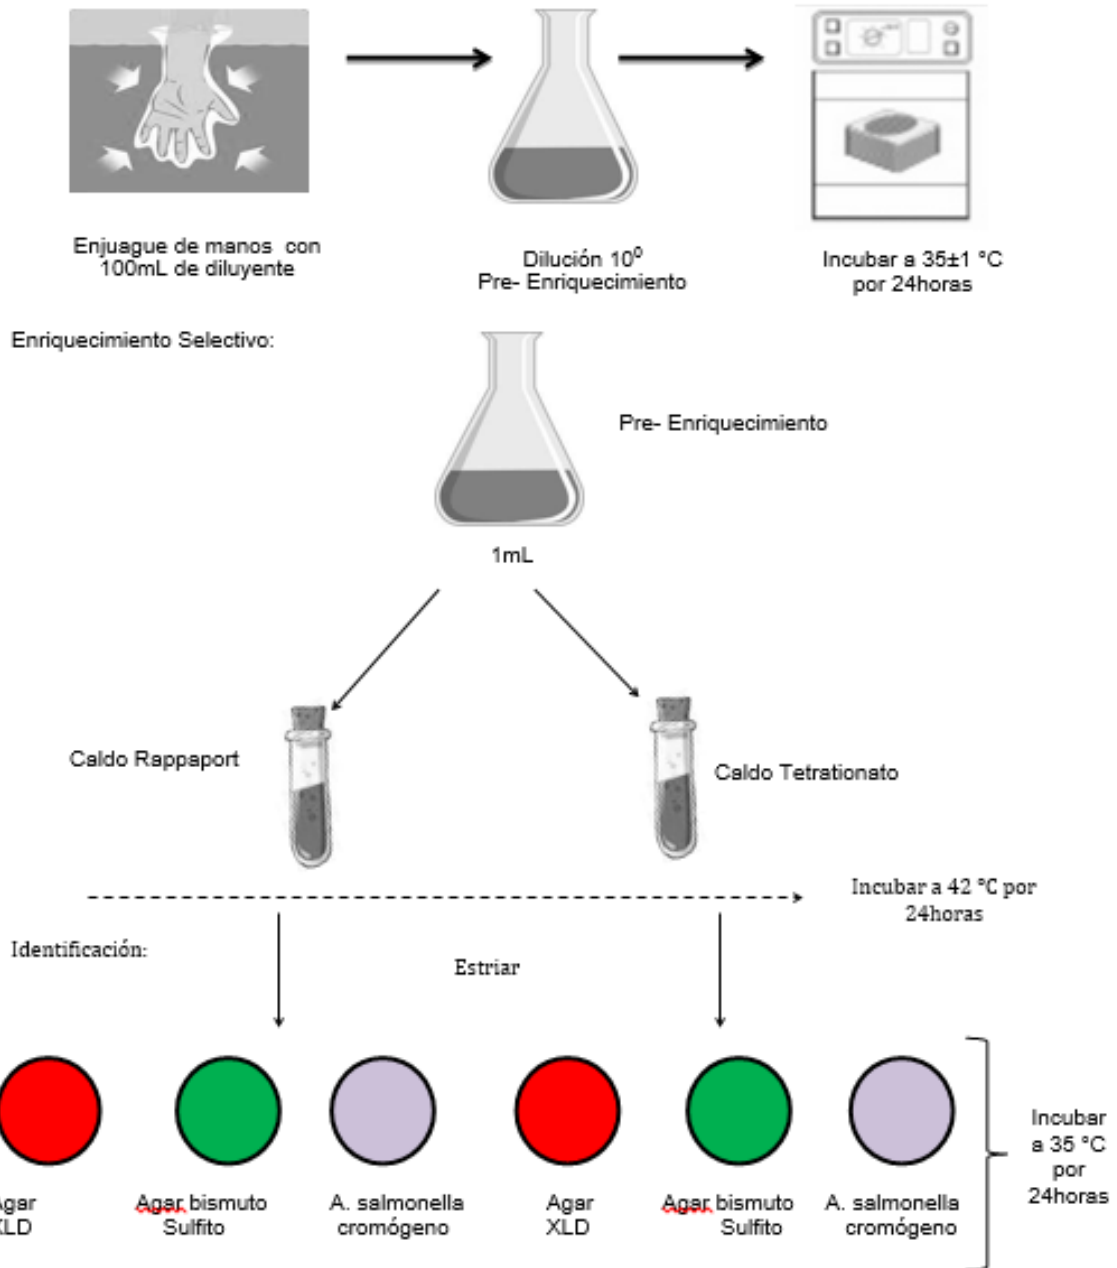 Enjuague de manos con
100mL de diluyente
Dilución 10⁰
Pre- Enriquecimiento
Incubar a 35±1 °C
por 24horas
Enriquecimiento Selectivo:
Pre- Enriquecimiento
1mL
Caldo Rappaport
Caldo Tetrationato
Incubar a 42 °C por
24horas
Identificación:
Estriar
Agar
XLD
Agar bismuto
Sulfito
A. salmonella
cromógeno
Agar
XLD
Agar bismuto
Sulfito
A. salmonella
cromógeno
Incubar
a 35 °C
por
24horas